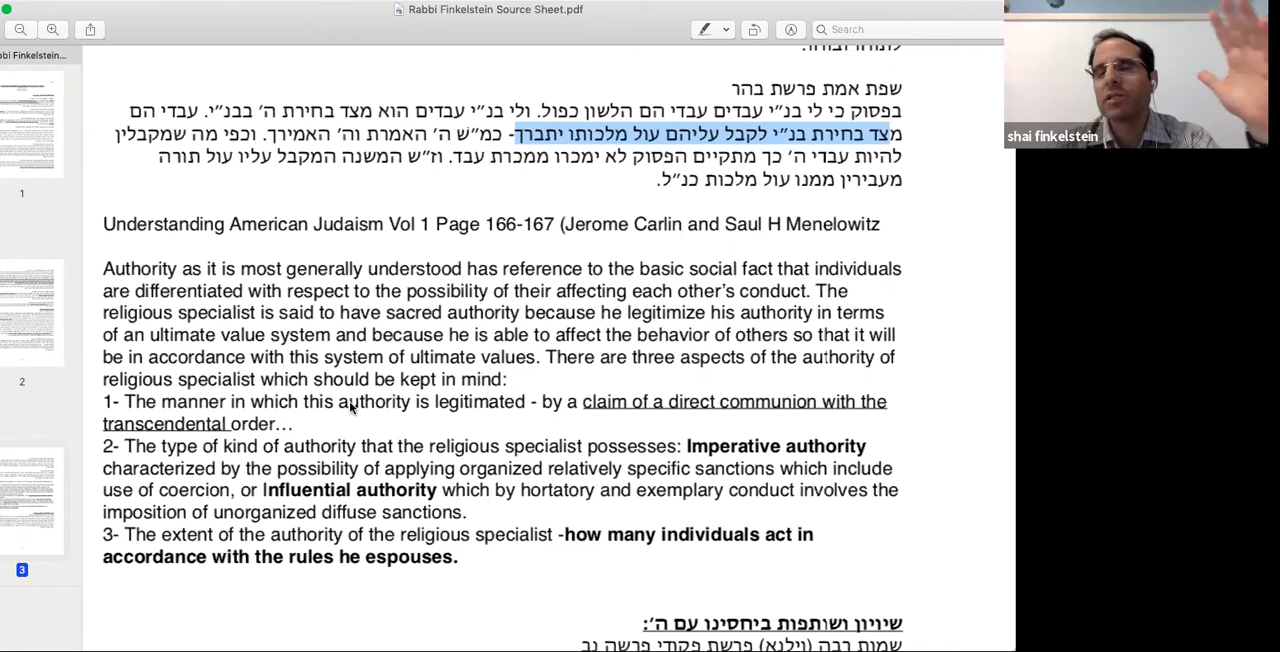 Rabbi Finkelstein Source Sheet.pdf
Search
bi Finkelstein...
שפת אמת פרשת בהר
בפסוק כי לי בנ״י עבדים עבדי הם הלשון כפול. ולי בנ״י עבדים הוא מצד בחירת ה׳ בבנ״י. עבדי הם
מצד בחירת בנ״י לקבל עליהם עול מלכותו יתברך- כמ״ש ה׳ האמרת וה׳ האמירך. וכפי מה שמקבלין
להיות עבדי ה׳ כך מתקיים הפסוק לא ימכרו ממכרת עבד. וז״ש המשנה המקבל עליו עול תורה
מעבירין ממנו עול מלכות כנ״ל.
shai finkelstein
1
Understanding American Judaism Vol 1 Page 166-167 (Jerome Carlin and Saul H Menelowitz
Authority as it is most generally understood has reference to the basic social fact that individuals
are differentiated with respect to the possibility of their affecting each other's conduct. The
religious specialist is said to have sacred authority because he legitimize his authority in terms
of an ultimate value system and because he is able to affect the behavior of others so that it will
be in accordance with this system of ultimate values. There are three aspects of the authority of
religious specialist which should be kept in mind:
2
1- The manner in which this authority is legitimated - by a claim of a direct communion with the
transcendental order…
2- The type of kind of authority that the religious specialist possesses: Imperative authority
characterized by the possibility of applying organized relatively specific sanctions which include
use of coercion, or Influential authority which by hortatory and exemplary conduct involves the
imposition of unorganized diffuse sanctions.
3- The extent of the authority of the religious specialist -how many individuals act in
accordance with the rules he espouses.
3
שיוויון ושותפות ביחסינו עם ה׳:
שמות רבה (וילנא) פרשת פקודי פרשה נב